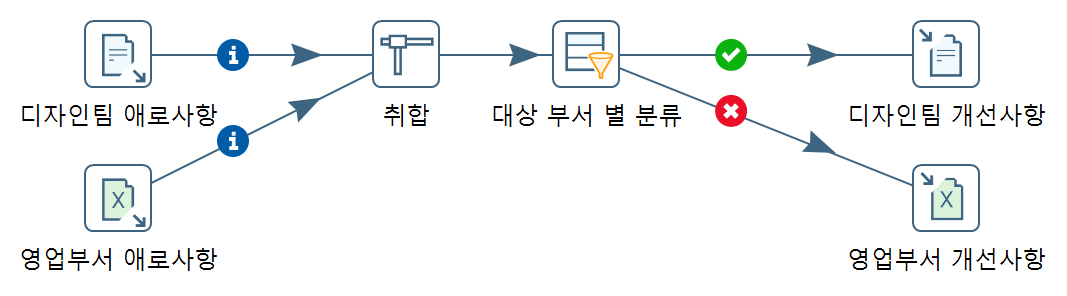 디자인팀 애로사항
취합
대상 부서 별 분류
디자인팀 개선사항
X
영업부서 애로사항
X
영업부서 개선사항